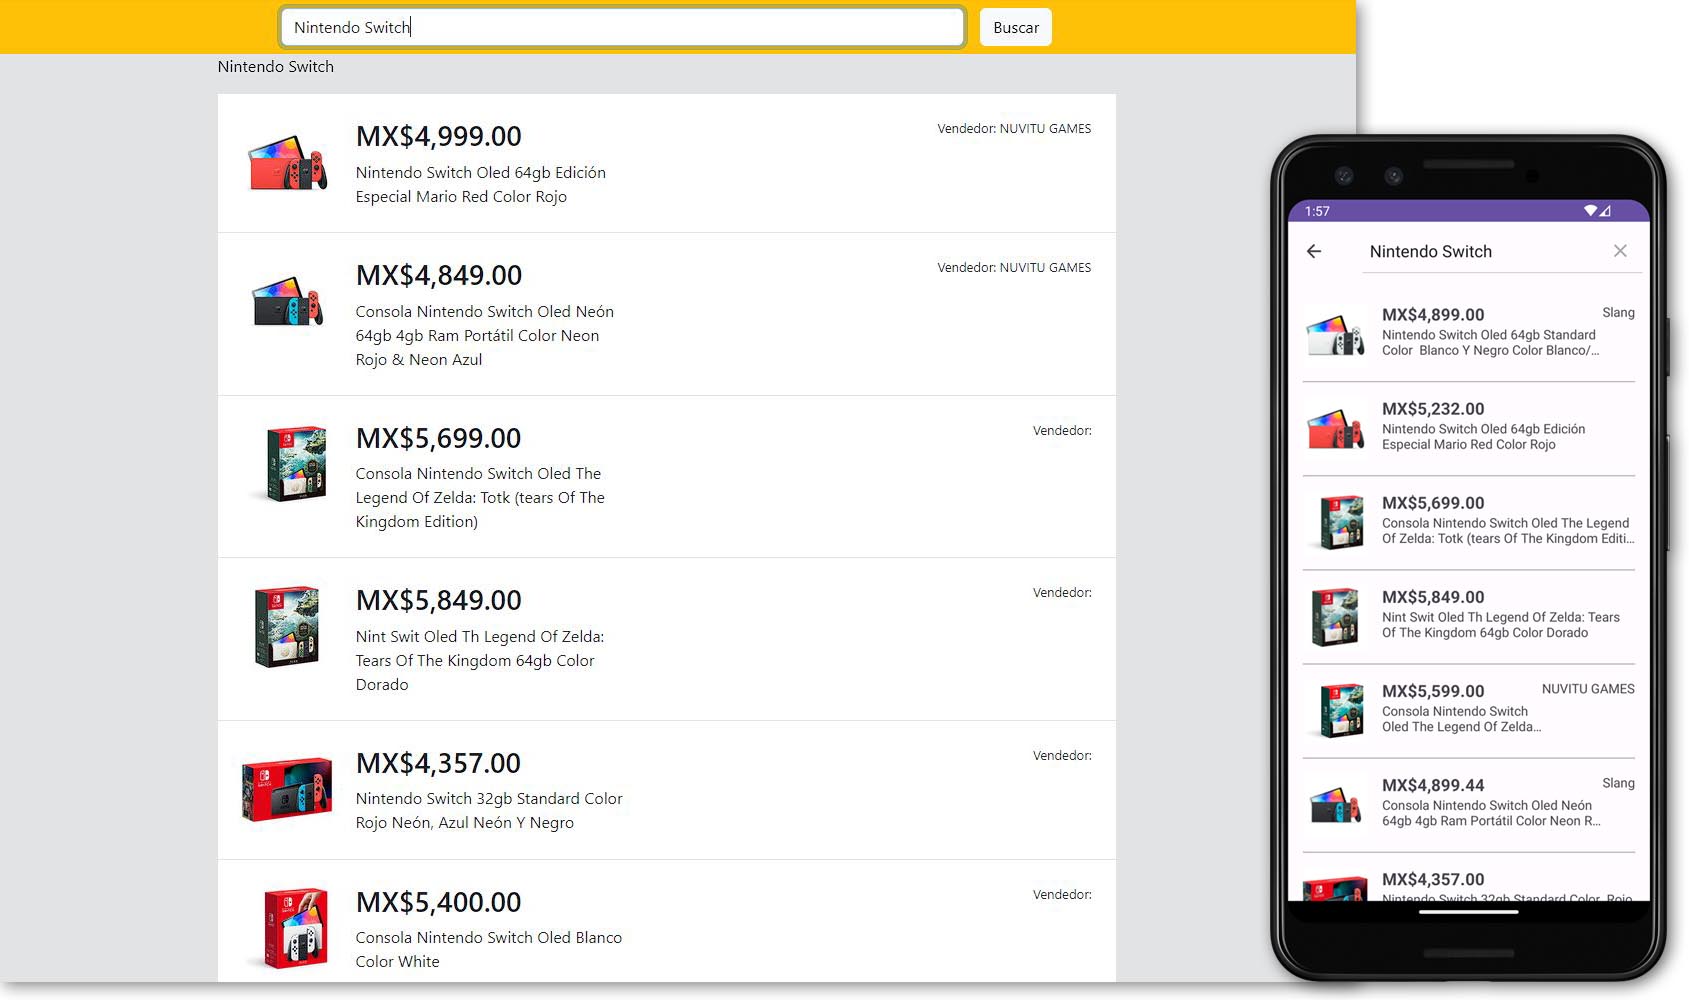 Nintendo Switch
Buscar
Nintendo Switch
MX$4,999.00
Vendedor: NUVITU GAMES
Nintendo Switch Oled 64gb Edición
Especial Mario Red Color Rojo
MX$4,849.00
Vendedor: NUVITU GAMES
Consola Nintendo Switch Oled Neón
64gb 4gb Ram Portátil Color Neon
Rojo & Neon Azul
MX$5,699.00
Vendedor:
Consola Nintendo Switch Oled The
Legend Of Zelda: Totk (tears Of The
Kingdom Edition)
MX$5,849.00
Vendedor:
Nint Swit Oled Th Legend Of Zelda:
Tears Of The Kingdom 64gb Color
Dorado
MX$4,357.00
Vendedor:
Nintendo Switch 32gb Standard Color
Rojo Neón, Azul Neón Y Negro
MX$5,400.00
Vendedor:
Consola Nintendo Switch Oled Blanco
Color White
1:57
Nintendo Switch
MX$4,899.00
Slang
Nintendo Switch Oled 64gb Standard
Color Blanco Y Negro Color Blanco/...
MX$5,232.00
Nintendo Switch Oled 64gb Edición
Especial Mario Red Color Rojo
MX$5,699.00
Consola Nintendo Switch Oled The Legend
Of Zelda: Totk (tears Of The Kingdom Editi...
MX$5,849.00
Nint Swit Oled Th Legend Of Zelda: Tears
Of The Kingdom 64gb Color Dorado
MX$5,599.00
NUVITU GAMES
Consola Nintendo Switch
Oled The Legend Of Zelda...
MX$4,899.44
Slang
Consola Nintendo Switch Oled Neón
64gb 4gb Ram Portátil Color Neon R...
MX$4,357.00
Nintendo Switch 32gb Standard Color Rojo